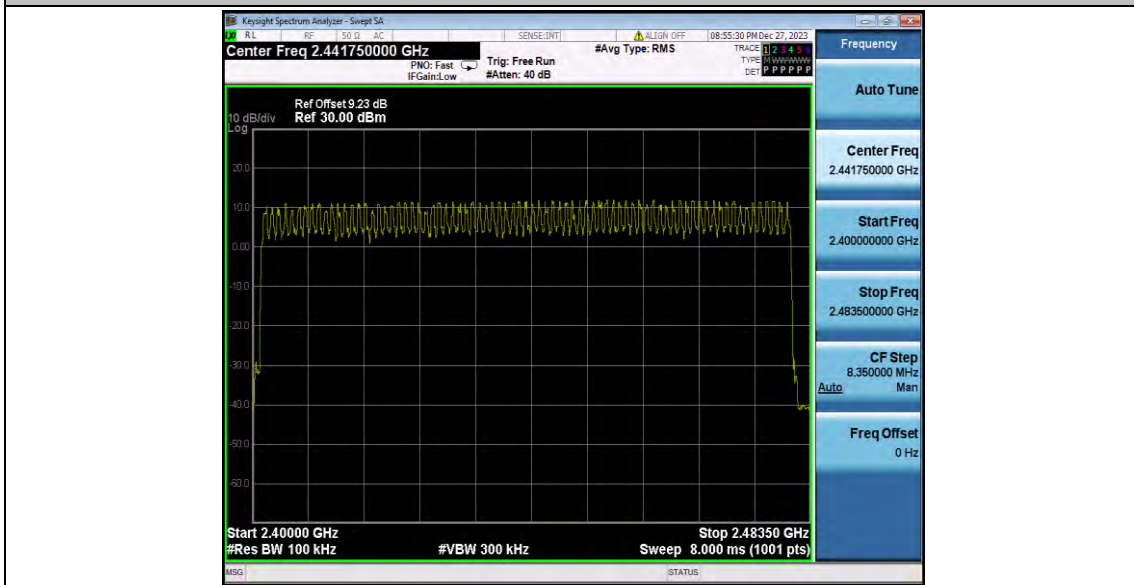 Keysight Spectrum Analyzer - Swept SA
RL RF 50 Ω AC SENSE:INT ALIGN OFF 08:55:30 PM Dec 27, 2023
Center Freq 2.441750000 GHz
#Avg Type: RMS
TRACE 1 2 3 4 5 6
PNO: Fast
Trig: Free Run
TYPE M WWWWW
IFGain:Low
#Atten: 40 dB
DET P P P P P P
Ref Offset 9.23 dB
10 dB/div Ref 30.00 dBm
Log
20.0
10.0
0.00
-10.0
-20.0
-30.0
-40.0
-50.0
-60.0
Start 2.40000 GHz Stop 2.48350 GHz
#Res BW 100 kHz #VBW 300 kHz Sweep 8.000 ms (1001 pts)
MSG STATUS
Frequency
Auto Tune
Center Freq
2.441750000 GHz
Start Freq
2.400000000 GHz
Stop Freq
2.483500000 GHz
CF Step
8.350000 MHz
Auto Man
Freq Offset
0 Hz